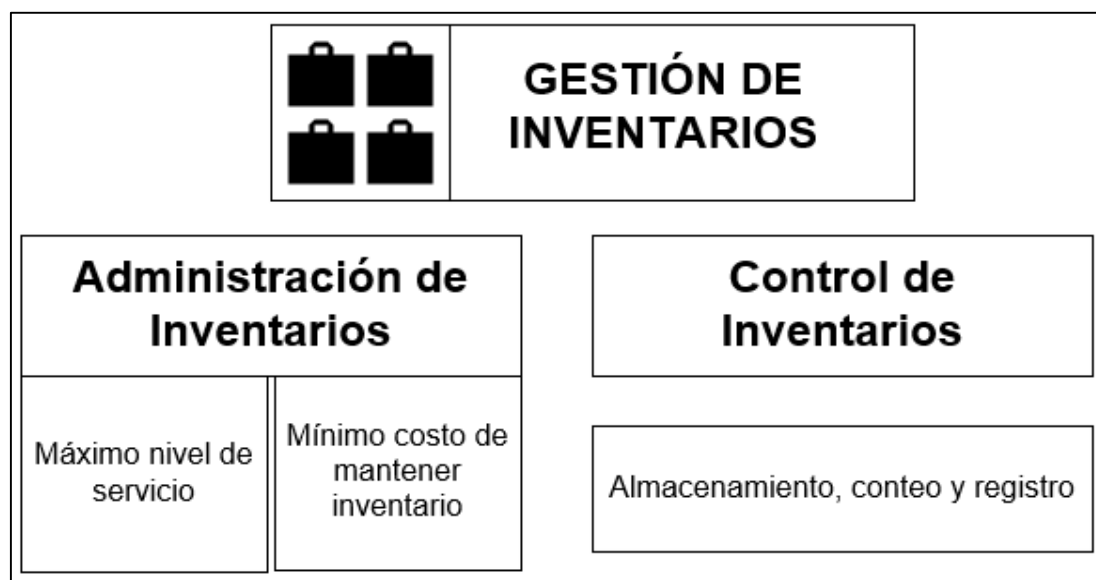 GESTIÓN DE
INVENTARIOS
Administración de
Inventarios
Control de
Inventarios
Máximo nivel de
servicio
Mínimo costo de
mantener
inventario
Almacenamiento, conteo y registro